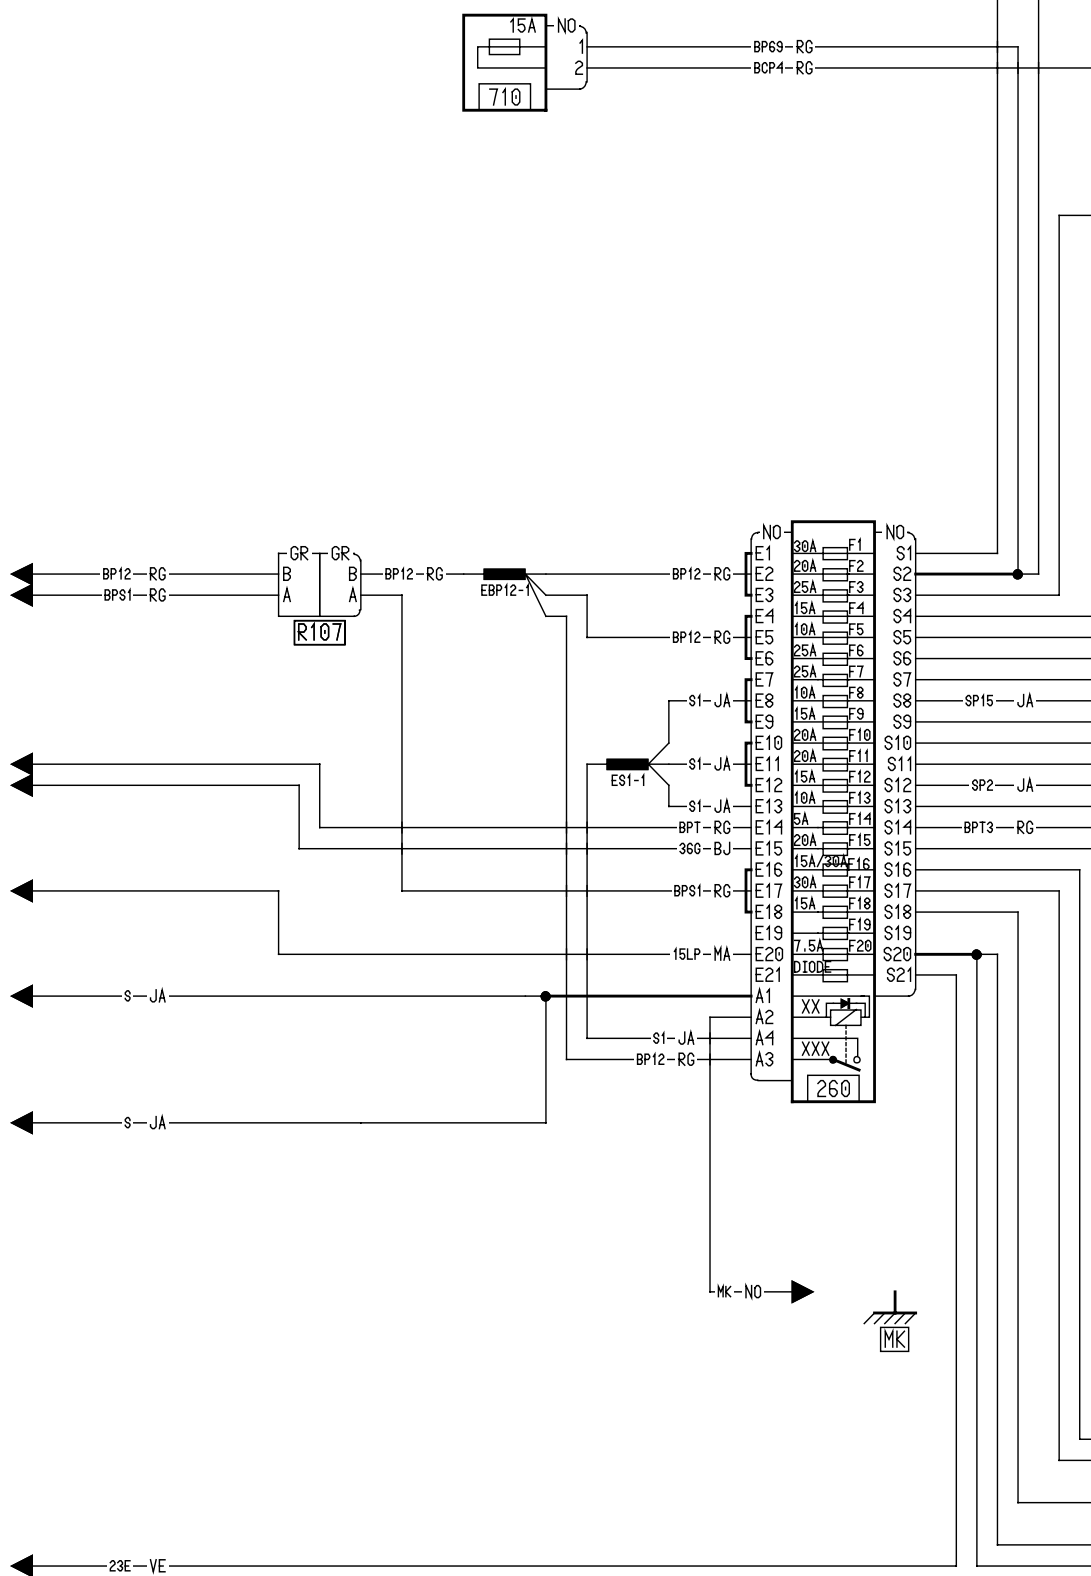 15A NO
1 BP69 RG
2 BCP4 RG
710
NO NO
E1 30A F1 S1
GR GR
BP12 RG B B BP12 RG BP12 RG E2 20A F2 S2
EBP12-1
BPS1 RG A A E3 25A F3 S3
E4 15A F4 S4
R107
BP12 RG E5 10A F5 S5
E6 25A F6 S6
E7 25A F7 S7
S1 JA E8 10A F8 S8 SP15 JA
E9 15A F9 S9
E10 20A F10 S10
S1 JA E11 20A F11 S11
ES1-1
E12 15A F12 S12 SP2 JA
S1 JA E13 10A F13 S13
BPT RG E14 5A F14 S14 BPT3 RG
36G BJ E15 20A F15 S15
E16 15A/30A F16 S16
BPS1 RG E17 30A F17 S17
E18 15A F18 S18
E19 F19 S19
15LP MA E20 7.5A F20 S20
E21 DIODE S21
S JA A1
A2 XX
S1 JA A4
BP12 RG A3 XXX
260
S JA
MK NO
MK
23E VE